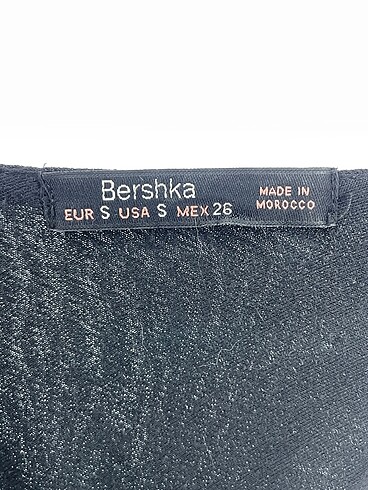 Bershka
EUR S USA S MEX 26
MADE IN
MOROCCO